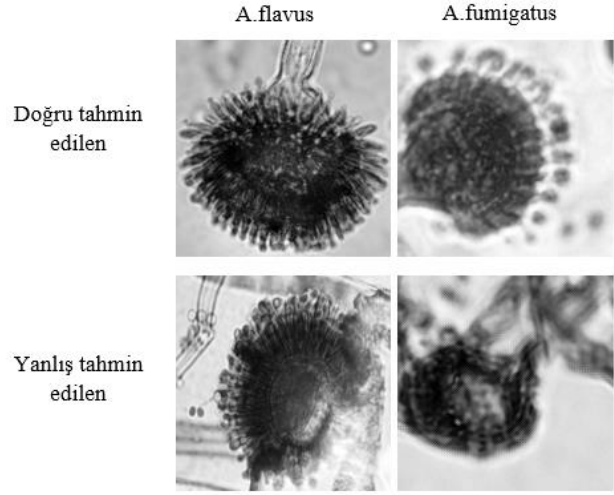 A.flavus
A.fumigatus
Doğru tahmin
edilen
Yanlış tahmin
edilen